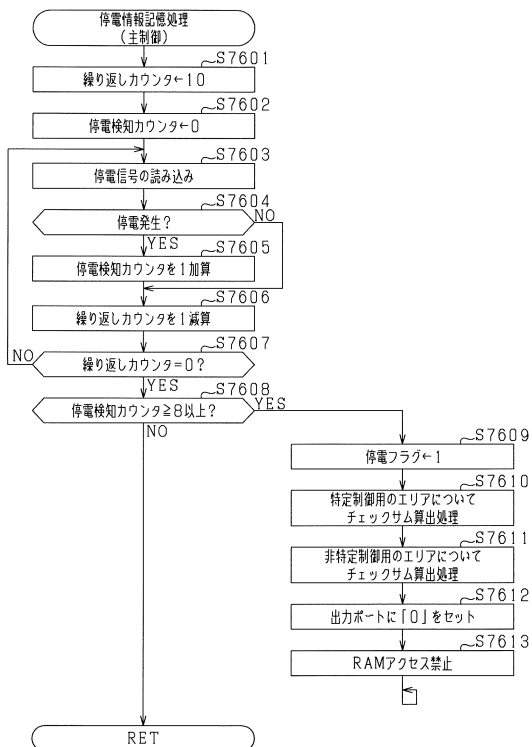 停電情報記憶処理
(主制御)
S7601
繰り返しカウンタ←10
S7602
停電検知カウンタ←0
S7603
停電信号の読み込み
S7604
停電発生?
NO
YES
S7605
停電検知カウンタを1加算
S7606
繰り返しカウンタを1減算
S7607
NO
繰り返しカウンタ=0?
YES
S7608
停電検知カウンタ≧8以上?
YES
NO
S7609
停電フラグ←1
S7610
特定制御用のエリアについて
チェックサム算出処理
S7611
非特定制御用のエリアについて
チェックサム算出処理
S7612
出力ポートに「0」をセット
S7613
RAMアクセス禁止
RET